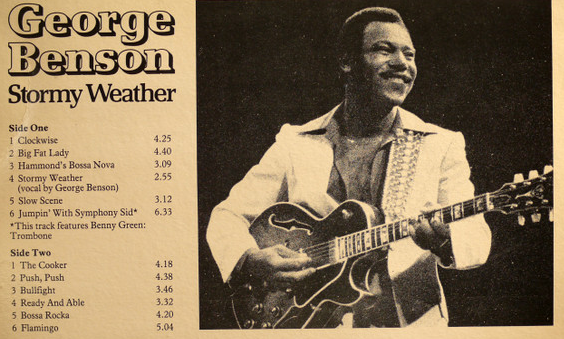 George
Benson
Stormy Weather
Side One
1 Clockwise 4.25
2 Big Fat Lady 4.40
3 Hammond's Bossa Nova 3.09
4 Stormy Weather 2.55
(vocal by George Benson)
5 Slow Scene 3.12
6 Jumpin' With Symphony Sid* 6.33
*This track features Benny Green:
Trombone
Side Two
1 The Cooker 4.18
2 Push, Push 4.38
3 Bullfight 3.46
4 Ready And Able 3.32
5 Bossa Rocka 4.20
6 Flamingo 5.04